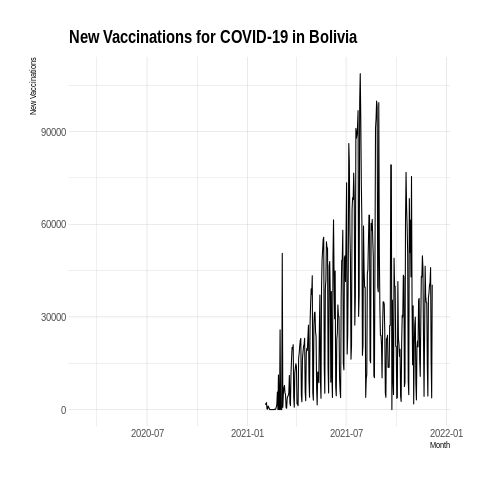 New Vaccinations for COVID-19 in Bolivia
New Vaccinations
90000
60000
30000
0
2020-07
2021-01
2021-07
2022-01
Month